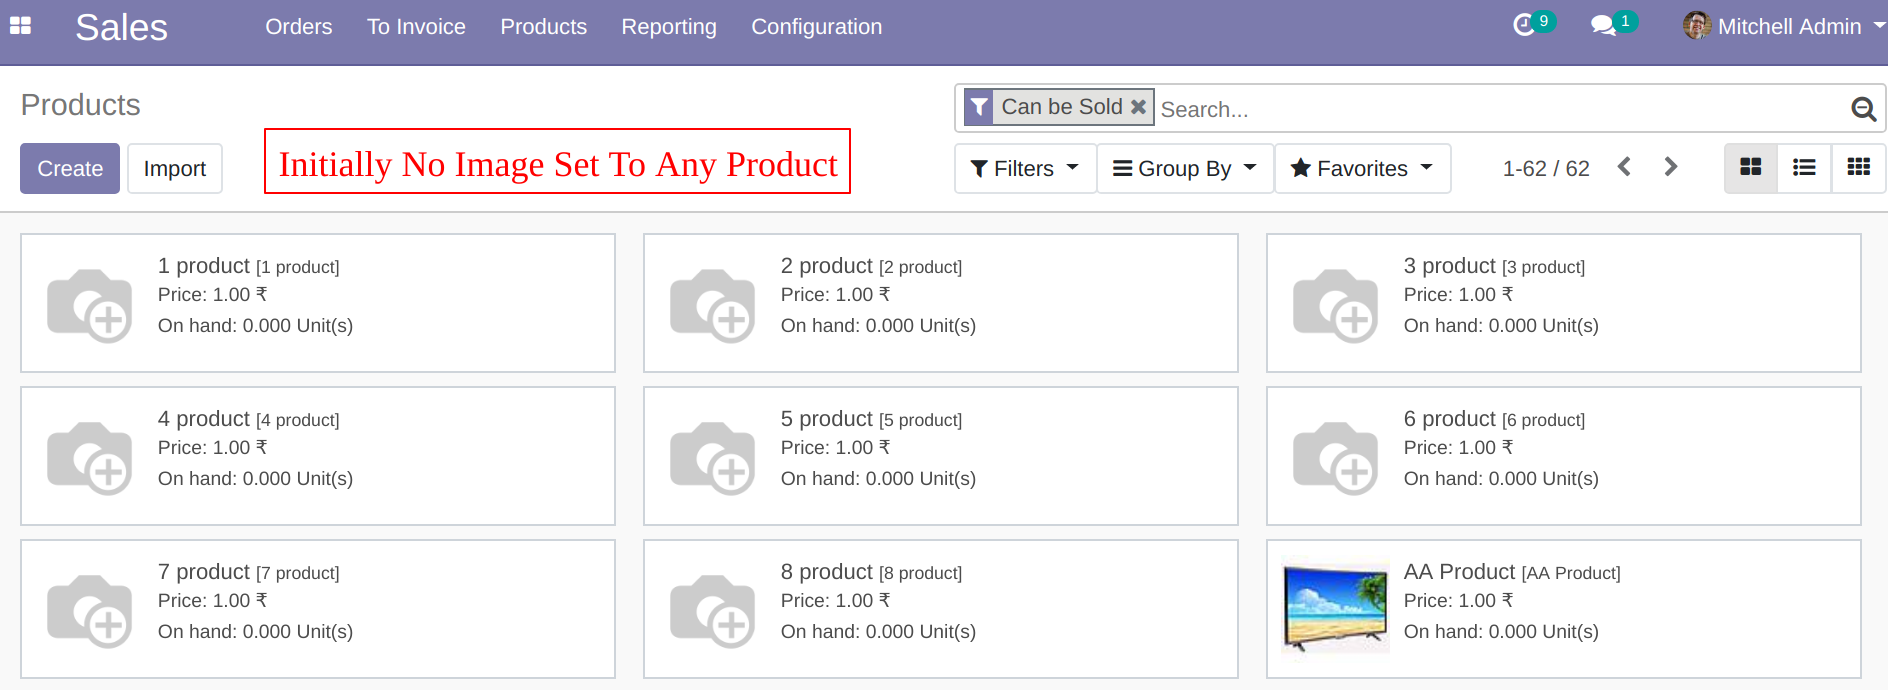 Sales Orders To Invoice Products Reporting Configuration 9 1 Mitchell Admin
Products
Can be Sold Search...
Create Import
Initially No Image Set To Any Product
Filters Group By Favorites 1-62 / 62
1 product [1 product]
Price: 1.00 ₹
On hand: 0.000 Unit(s)
2 product [2 product]
Price: 1.00 ₹
On hand: 0.000 Unit(s)
3 product [3 product]
Price: 1.00 ₹
On hand: 0.000 Unit(s)
4 product [4 product]
Price: 1.00 ₹
On hand: 0.000 Unit(s)
5 product [5 product]
Price: 1.00 ₹
On hand: 0.000 Unit(s)
6 product [6 product]
Price: 1.00 ₹
On hand: 0.000 Unit(s)
7 product [7 product]
Price: 1.00 ₹
On hand: 0.000 Unit(s)
8 product [8 product]
Price: 1.00 ₹
On hand: 0.000 Unit(s)
AA Product [AA Product]
Price: 1.00 ₹
On hand: 0.000 Unit(s)